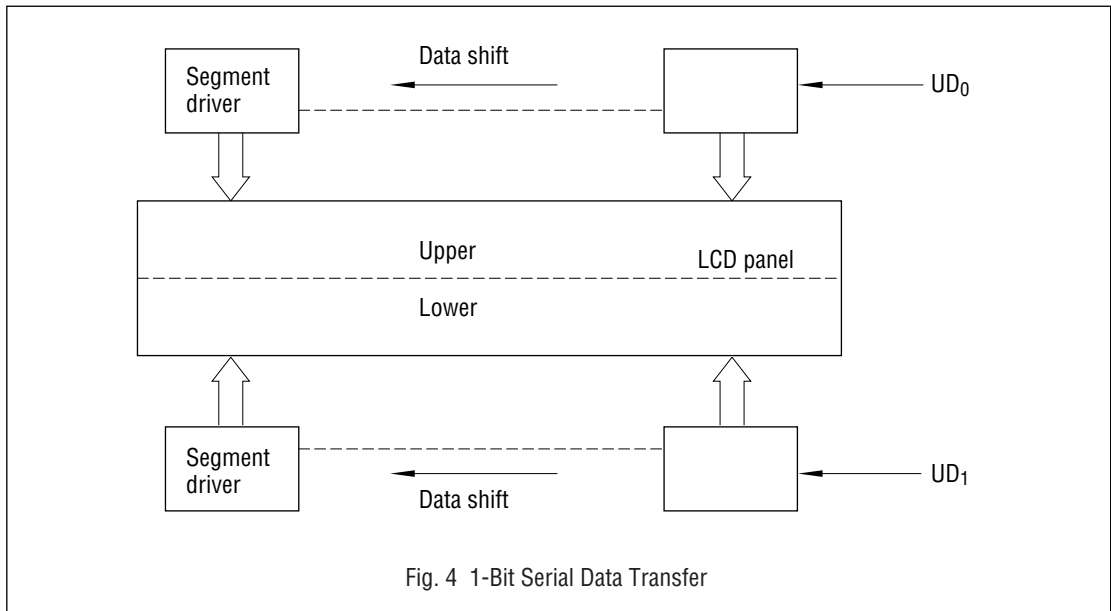 Segment
driver
Data shift
UD₀
Upper
LCD panel
Lower
Segment
driver
Data shift
UD₁
Fig. 4 1-Bit Serial Data Transfer